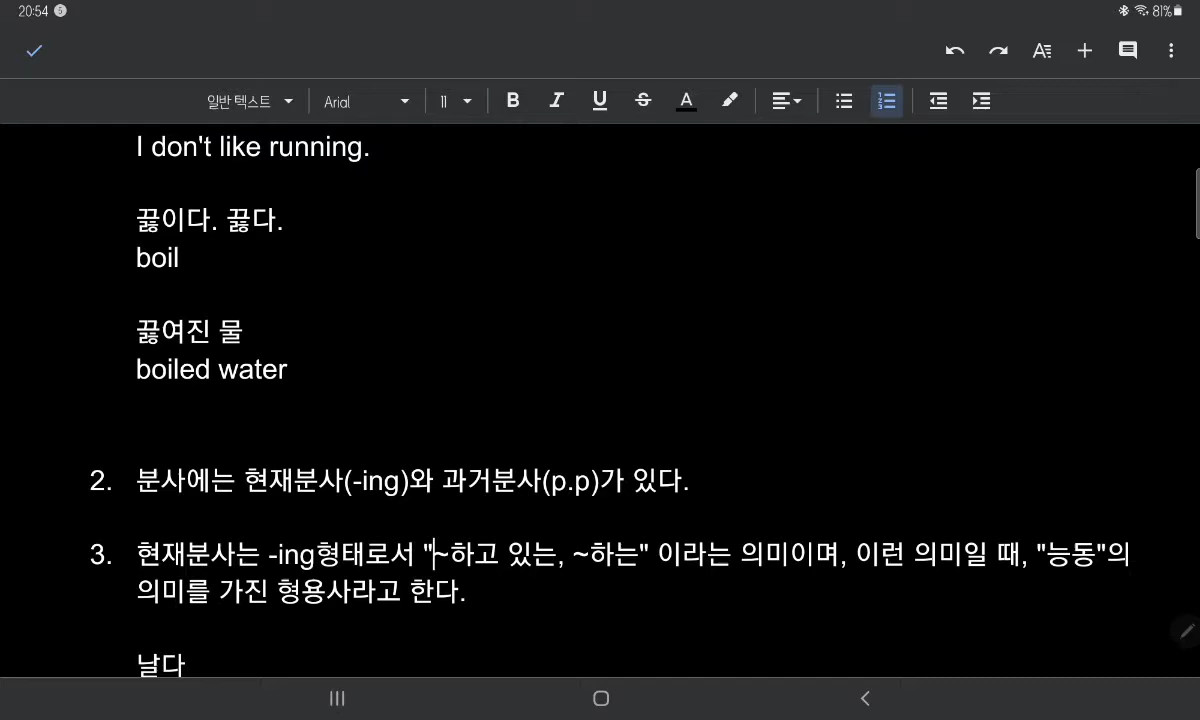 20:54 5 81%
일반 텍스트 Arial 11 B I U S A
I don't like running.
끓이다. 끓다.
boil
끓여진 물
boiled water
2. 분사에는 현재분사(-ing)와 과거분사(p.p)가 있다.
3. 현재분사는 -ing형태로서 "~하고 있는, ~하는" 이라는 의미이며, 이런 의미일 때, "능동"의
의미를 가진 형용사라고 한다.
날다